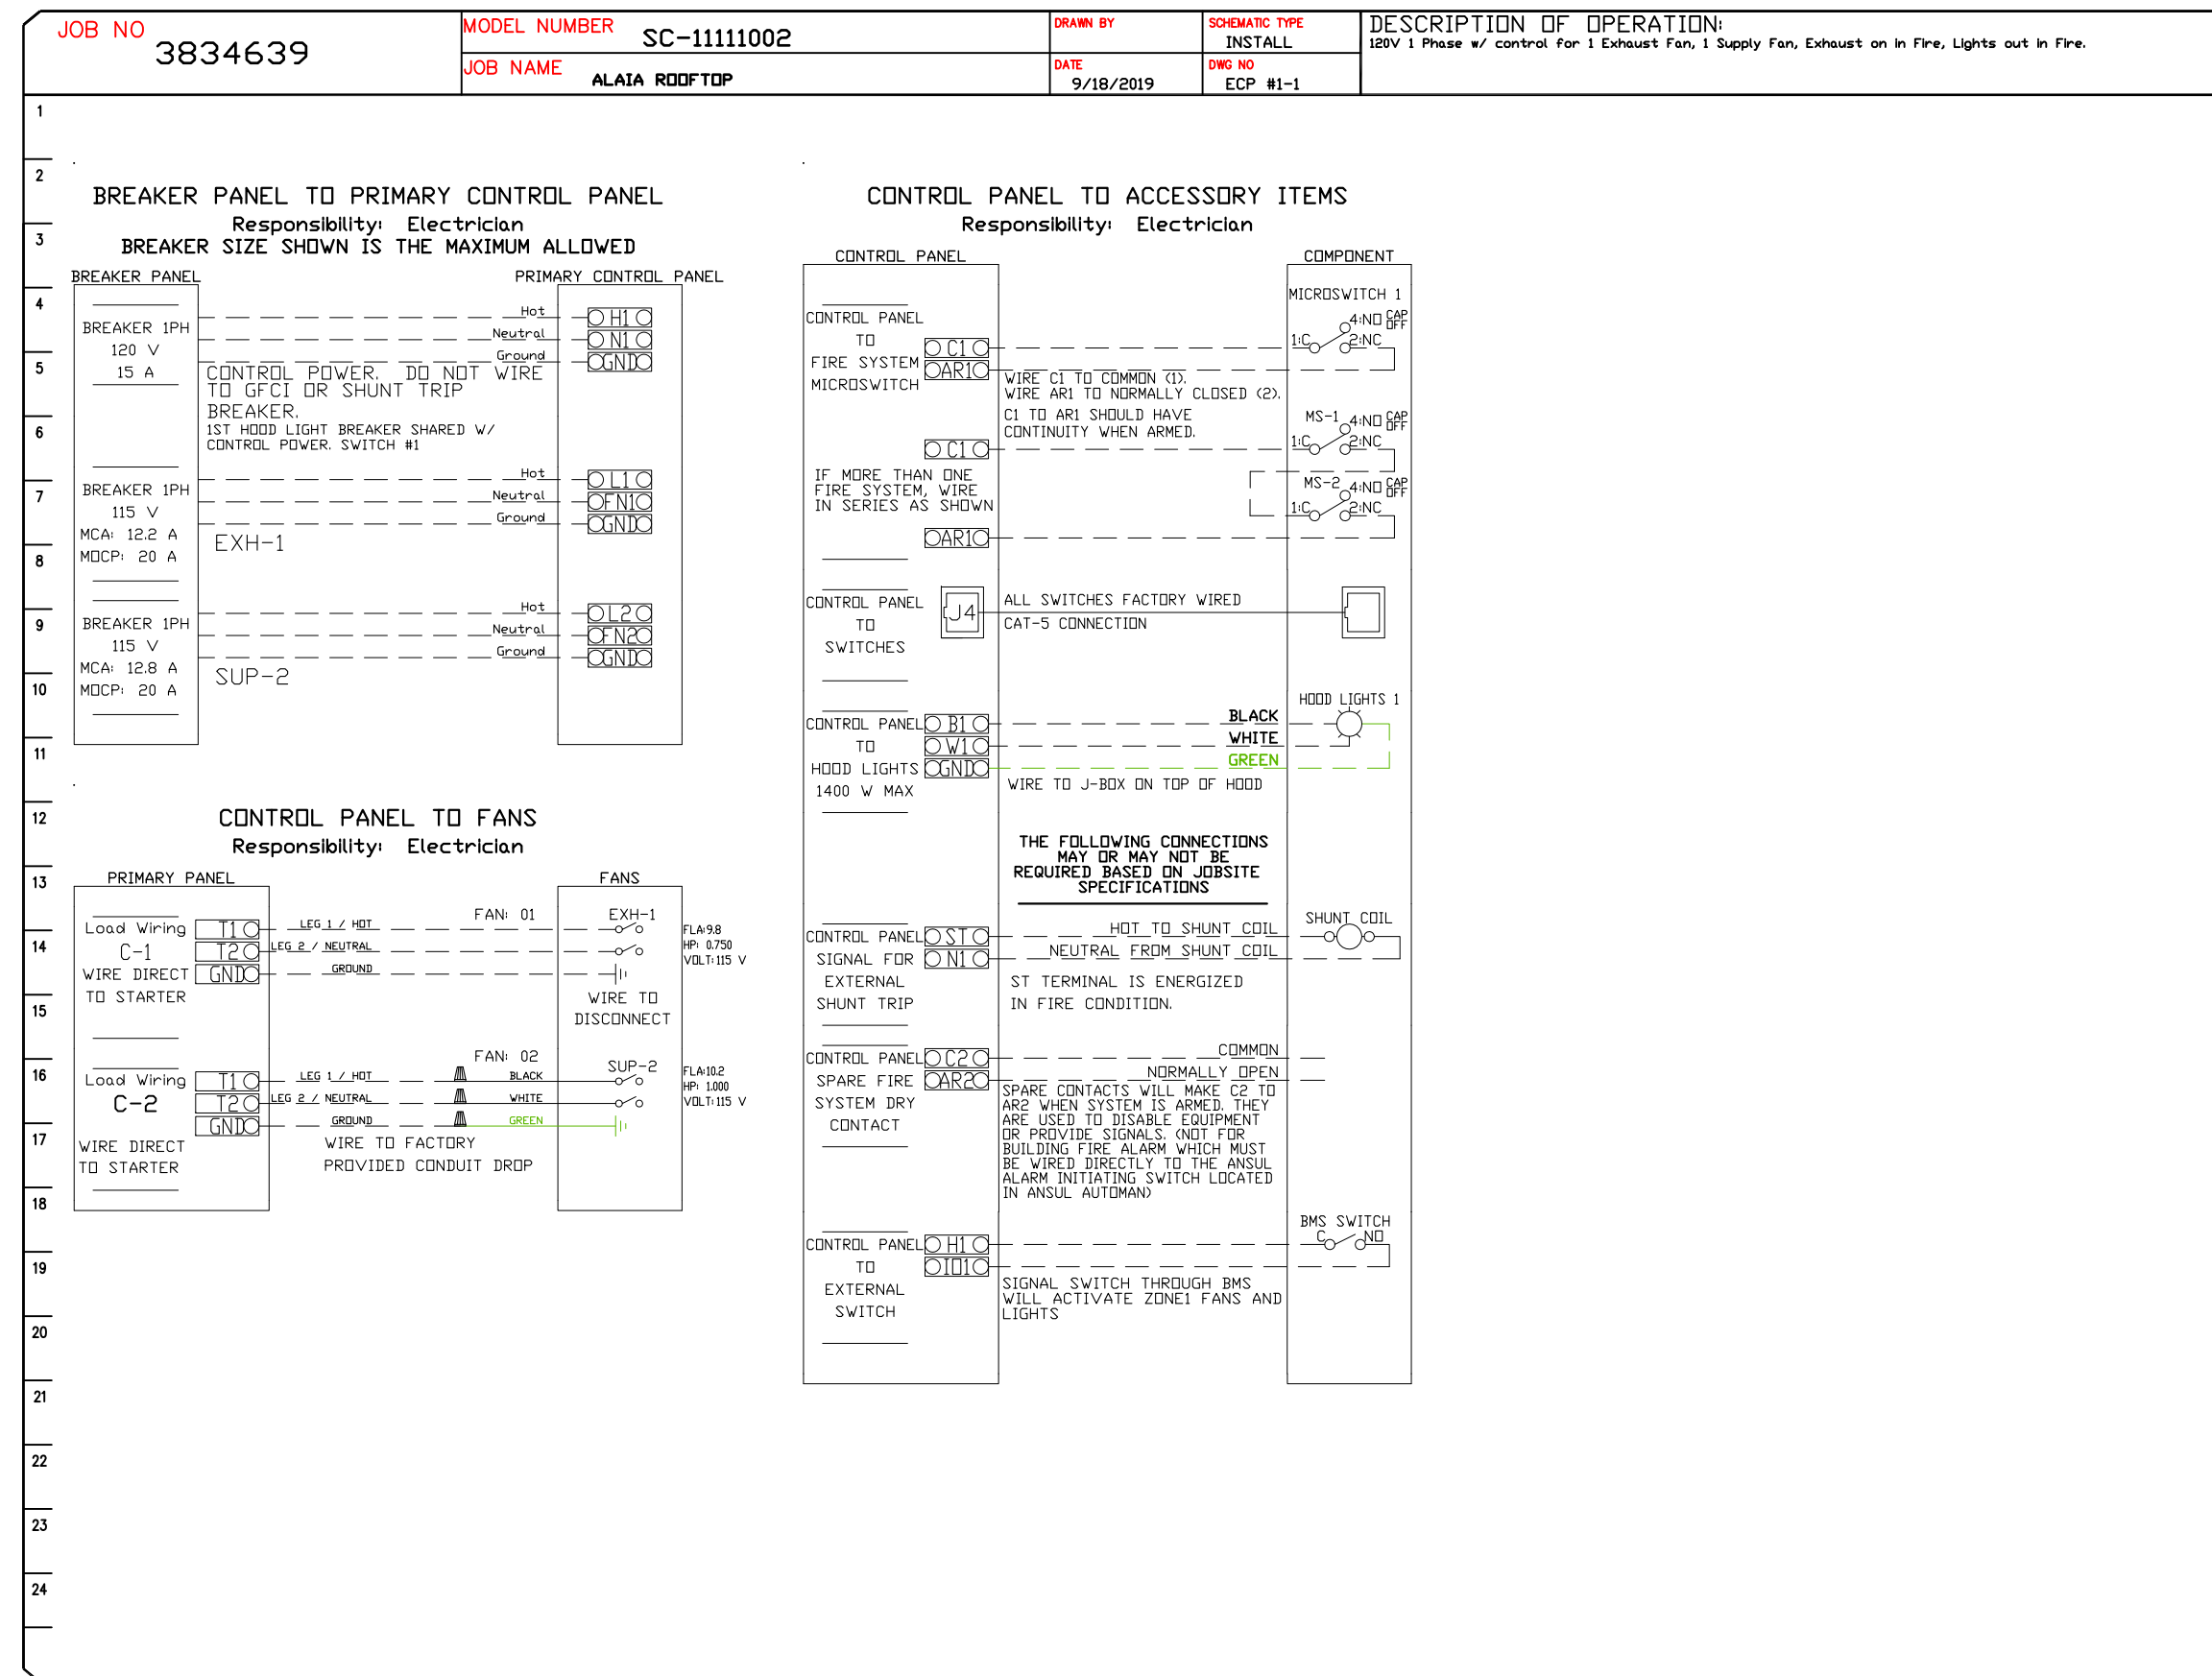 JOB NO
3834639
MODEL NUMBER
SC-11111002
JOB NAME
ALAIA ROOFTOP
DRAWN BY
SCHEMATIC TYPE
INSTALL
DATE
9/18/2019
DWG NO
ECP #1-1
DESCRIPTION OF OPERATION:
120V 1 Phase w/ control for 1 Exhaust Fan, 1 Supply Fan, Exhaust on in Fire, Lights out in Fire.
1
2
3
4
5
6
7
8
9
10
11
12
13
14
15
16
17
18
19
20
21
22
23
24
BREAKER PANEL TO PRIMARY CONTROL PANEL
Responsibility: Electrician
BREAKER SIZE SHOWN IS THE MAXIMUM ALLOWED
BREAKER PANEL
PRIMARY CONTROL PANEL
BREAKER 1PH
120 V
15 A
Hot
H1
Neutral
N1
Ground
GND
CONTROL POWER. DO NOT WIRE
TO GFCI OR SHUNT TRIP
BREAKER.
1ST HOOD LIGHT BREAKER SHARED W/
CONTROL POWER. SWITCH #1
BREAKER 1PH
115 V
MCA: 12.2 A
MOCP: 20 A
Hot
L1
Neutral
FN1
Ground
GND
EXH-1
BREAKER 1PH
115 V
MCA: 12.8 A
MOCP: 20 A
Hot
L2
Neutral
FN2
Ground
GND
SUP-2
CONTROL PANEL TO FANS
Responsibility: Electrician
PRIMARY PANEL
FANS
Load Wiring
C-1
WIRE DIRECT
TO STARTER
T1
T2
GND
LEG 1 / HOT
LEG 2 / NEUTRAL
GROUND
FAN: 01
EXH-1
FLA:9.8
HP: 0.750
VOLT:115 V
WIRE TO
DISCONNECT
Load Wiring
C-2
WIRE DIRECT
TO STARTER
T1
T2
GND
LEG 1 / HOT
LEG 2 / NEUTRAL
GROUND
FAN: 02
BLACK
WHITE
GREEN
SUP-2
FLA:10.2
HP: 1.000
VOLT:115 V
WIRE TO FACTORY
PROVIDED CONDUIT DROP
CONTROL PANEL TO ACCESSORY ITEMS
Responsibility: Electrician
CONTROL PANEL
COMPONENT
CONTROL PANEL
TO
FIRE SYSTEM
MICROSWITCH
C1
AR1
MICROSWITCH 1
4:NO CAP OFF
1:C
2:NC
WIRE C1 TO COMMON (1).
WIRE AR1 TO NORMALLY CLOSED (2).
C1 TO AR1 SHOULD HAVE
CONTINUITY WHEN ARMED.
C1
MS-1
4:NO CAP OFF
1:C
2:NC
IF MORE THAN ONE
FIRE SYSTEM, WIRE
IN SERIES AS SHOWN
MS-2
4:NO CAP OFF
1:C
2:NC
AR1
CONTROL PANEL
TO
SWITCHES
J4
ALL SWITCHES FACTORY WIRED
CAT-5 CONNECTION
CONTROL PANEL
TO
HOOD LIGHTS
1400 W MAX
B1
W1
GND
BLACK
WHITE
GREEN
HOOD LIGHTS 1
WIRE TO J-BOX ON TOP OF HOOD
THE FOLLOWING CONNECTIONS
MAY OR MAY NOT BE
REQUIRED BASED ON JOBSITE
SPECIFICATIONS
CONTROL PANEL
SIGNAL FOR
EXTERNAL
SHUNT TRIP
ST
N1
HOT TO SHUNT COIL
NEUTRAL FROM SHUNT COIL
SHUNT COIL
ST TERMINAL IS ENERGIZED
IN FIRE CONDITION.
CONTROL PANEL
SPARE FIRE
SYSTEM DRY
CONTACT
C2
AR2
COMMON
NORMALLY OPEN
SPARE CONTACTS WILL MAKE C2 TO
AR2 WHEN SYSTEM IS ARMED. THEY
ARE USED TO DISABLE EQUIPMENT
OR PROVIDE SIGNALS. (NOT FOR
BUILDING FIRE ALARM WHICH MUST
BE WIRED DIRECTLY TO THE ANSUL
ALARM INITIATING SWITCH LOCATED
IN ANSUL AUTOMAN)
CONTROL PANEL
TO
EXTERNAL
SWITCH
H1
IO1
BMS SWITCH
C
NO
SIGNAL SWITCH THROUGH BMS
WILL ACTIVATE ZONE1 FANS AND
LIGHTS